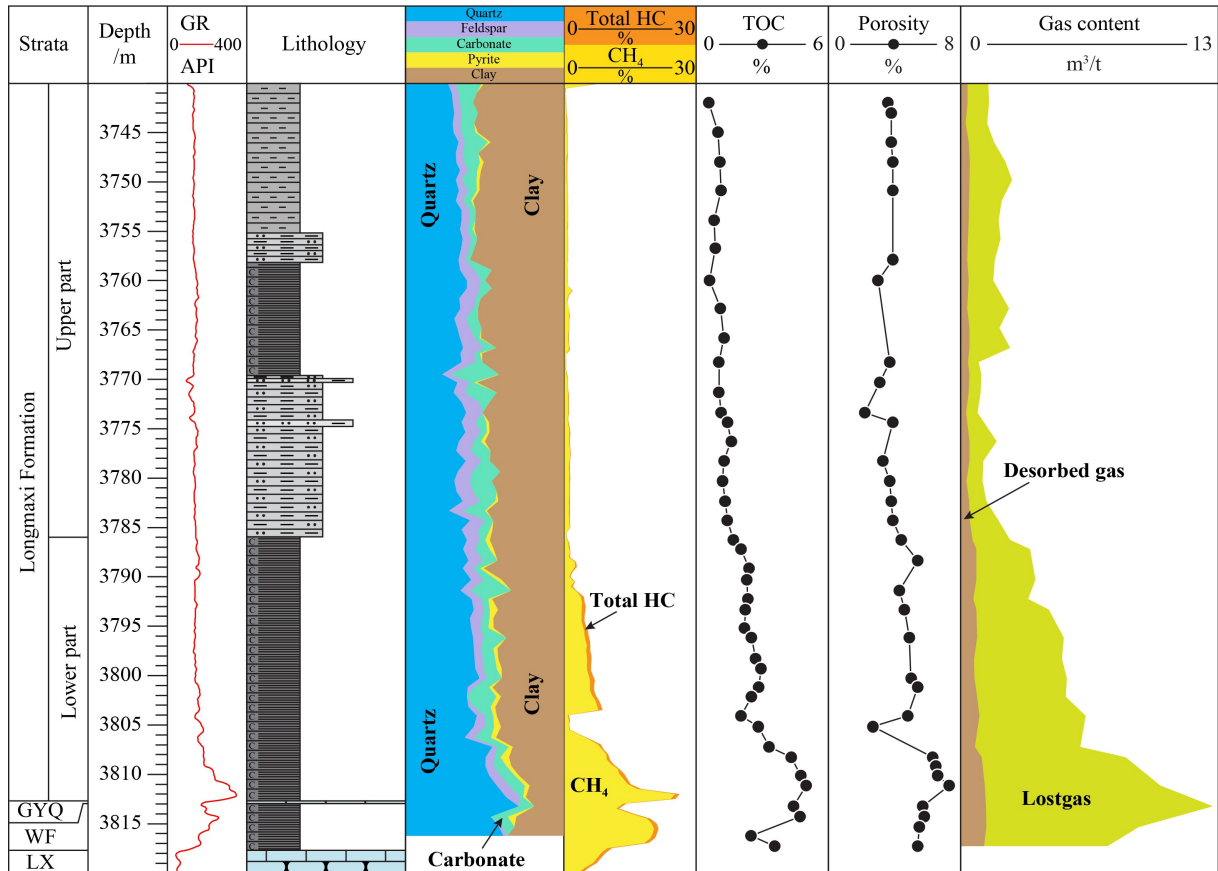 Strata
Depth
/m
GR
0 400
API
Lithology
Quartz
Feldspar
Carbonate
Pyrite
Clay
Total HC
0 30
%
CH₄
0 30
%
TOC
0 6
%
Porosity
0 8
%
Gas content
0 13
m³/t
Longmaxi Formation
Upper part
Lower part
GYQ
WF
LX
3745
3750
3755
3760
3765
3770
3775
3780
3785
3790
3795
3800
3805
3810
3815
Quartz
Clay
Quartz
Clay
Carbonate
Total HC
CH₄
Desorbed gas
Lostgas